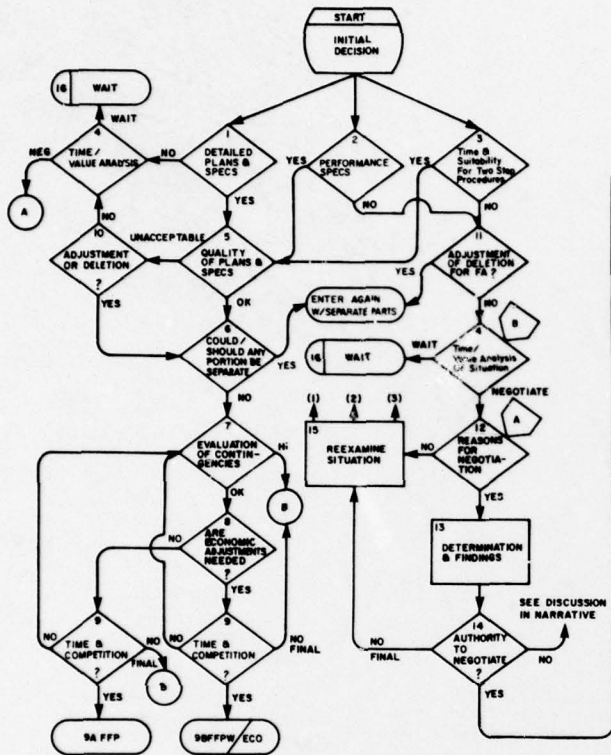 START
INITIAL
DECISION
16 WAIT
WAIT
4
TIME/
VALUE ANALYSIS
NEG
A
NO
1
DETAILED
PLANS &
SPECS
YES
2
PERFORMANCE
SPECS
YES
NO
3
Time &
Suitability
For Two Step
Procedures
YES
NO
UNACCEPTABLE
NO
10
ADJUSTMENT
OR DELETION
?
YES
5
QUALITY
OF PLANS &
SPECS
OK
11
ADJUSTMENT
OF DELETION
FOR FA ?
YES
NO
ENTER AGAIN
W/SEPARATE PARTS
6
COULD/
SHOULD ANY
PORTION BE
SEPARATE
YES
NO
B
4
Time/
Value Analysis
Of Situation
WAIT
16 WAIT
NEGOTIATE
(1) (2) (3)
15
REEXAMINE
SITUATION
A
12
REASONS
FOR
NEGOTIA-
TION
NO
YES
7
EVALUATION
OF CONTIN-
GENCIES
Hi
OK
B
8
ARE
ECONOMIC
ADJUSTMENTS
NEEDED
?
NO
YES
13
DETERMINATION
& FINDINGS
SEE DISCUSSION
IN NARRATIVE
14
AUTHORITY
TO
NEGOTIATE
?
NO
FINAL
NO
YES
NO
9
TIME &
COMPETITION
?
NO
FINAL
B
YES
NO
9
TIME &
COMPETITION
?
NO
FINAL
YES
9A FFP
9BFFPW/ECO